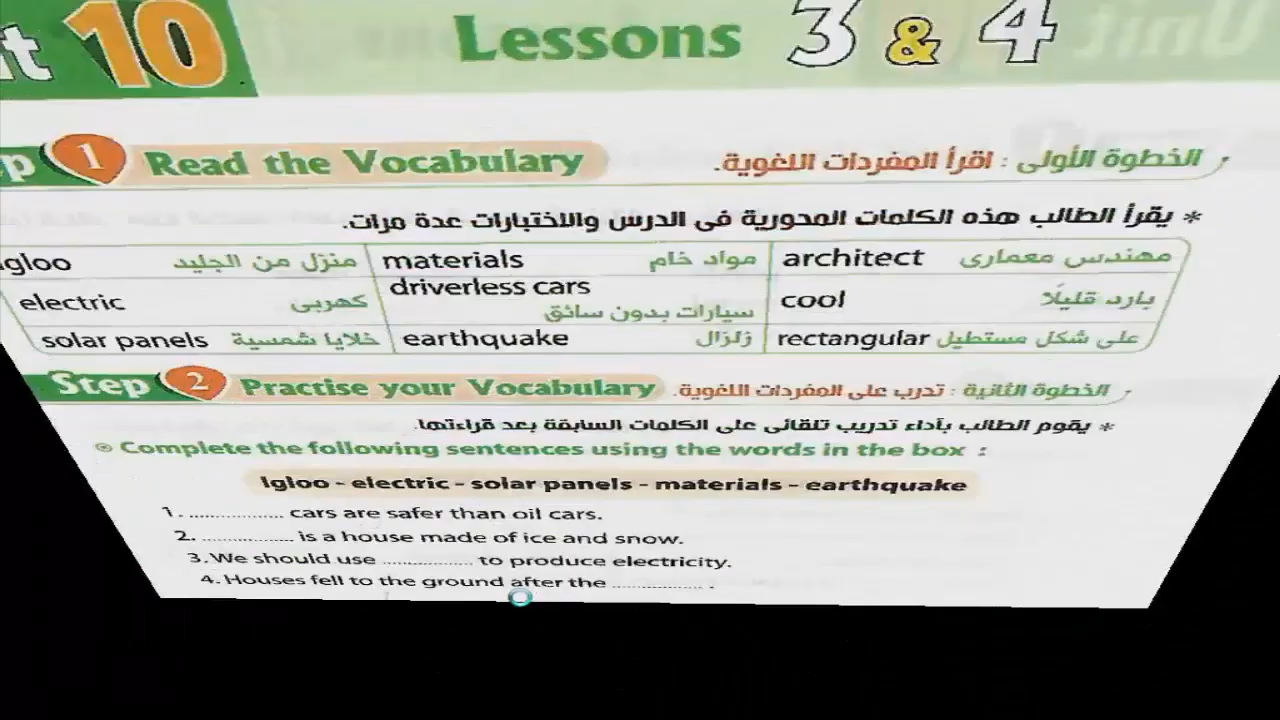 t 10 Lessons 3 & 4
p 1 Read the Vocabulary الخطوة الأولى : اقرأ المفردات اللغوية.
* يقرأ الطالب هذه الكلمات المحورية فى الدرس والاختبارات عدة مرات.
gloo منزل من الجليد materials مواد خام architect مهندس معمارى
electric كهربى driverless cars سيارات بدون سائق cool بارد قليلًا
solar panels خلايا شمسية earthquake زلزال rectangular على شكل مستطيل
Step 2 Practise your Vocabulary الخطوة الثانية : تدرب على المفردات اللغوية.
* يقوم الطالب بأداء تدريب تلقائى على الكلمات السابقة بعد قراءتها.
Complete the following sentences using the words in the box :
Igloo - electric - solar panels - materials - earthquake
1. ................ cars are safer than oil cars.
2. ................ is a house made of ice and snow.
3. We should use ................ to produce electricity.
4. Houses fell to the ground after the ................ .